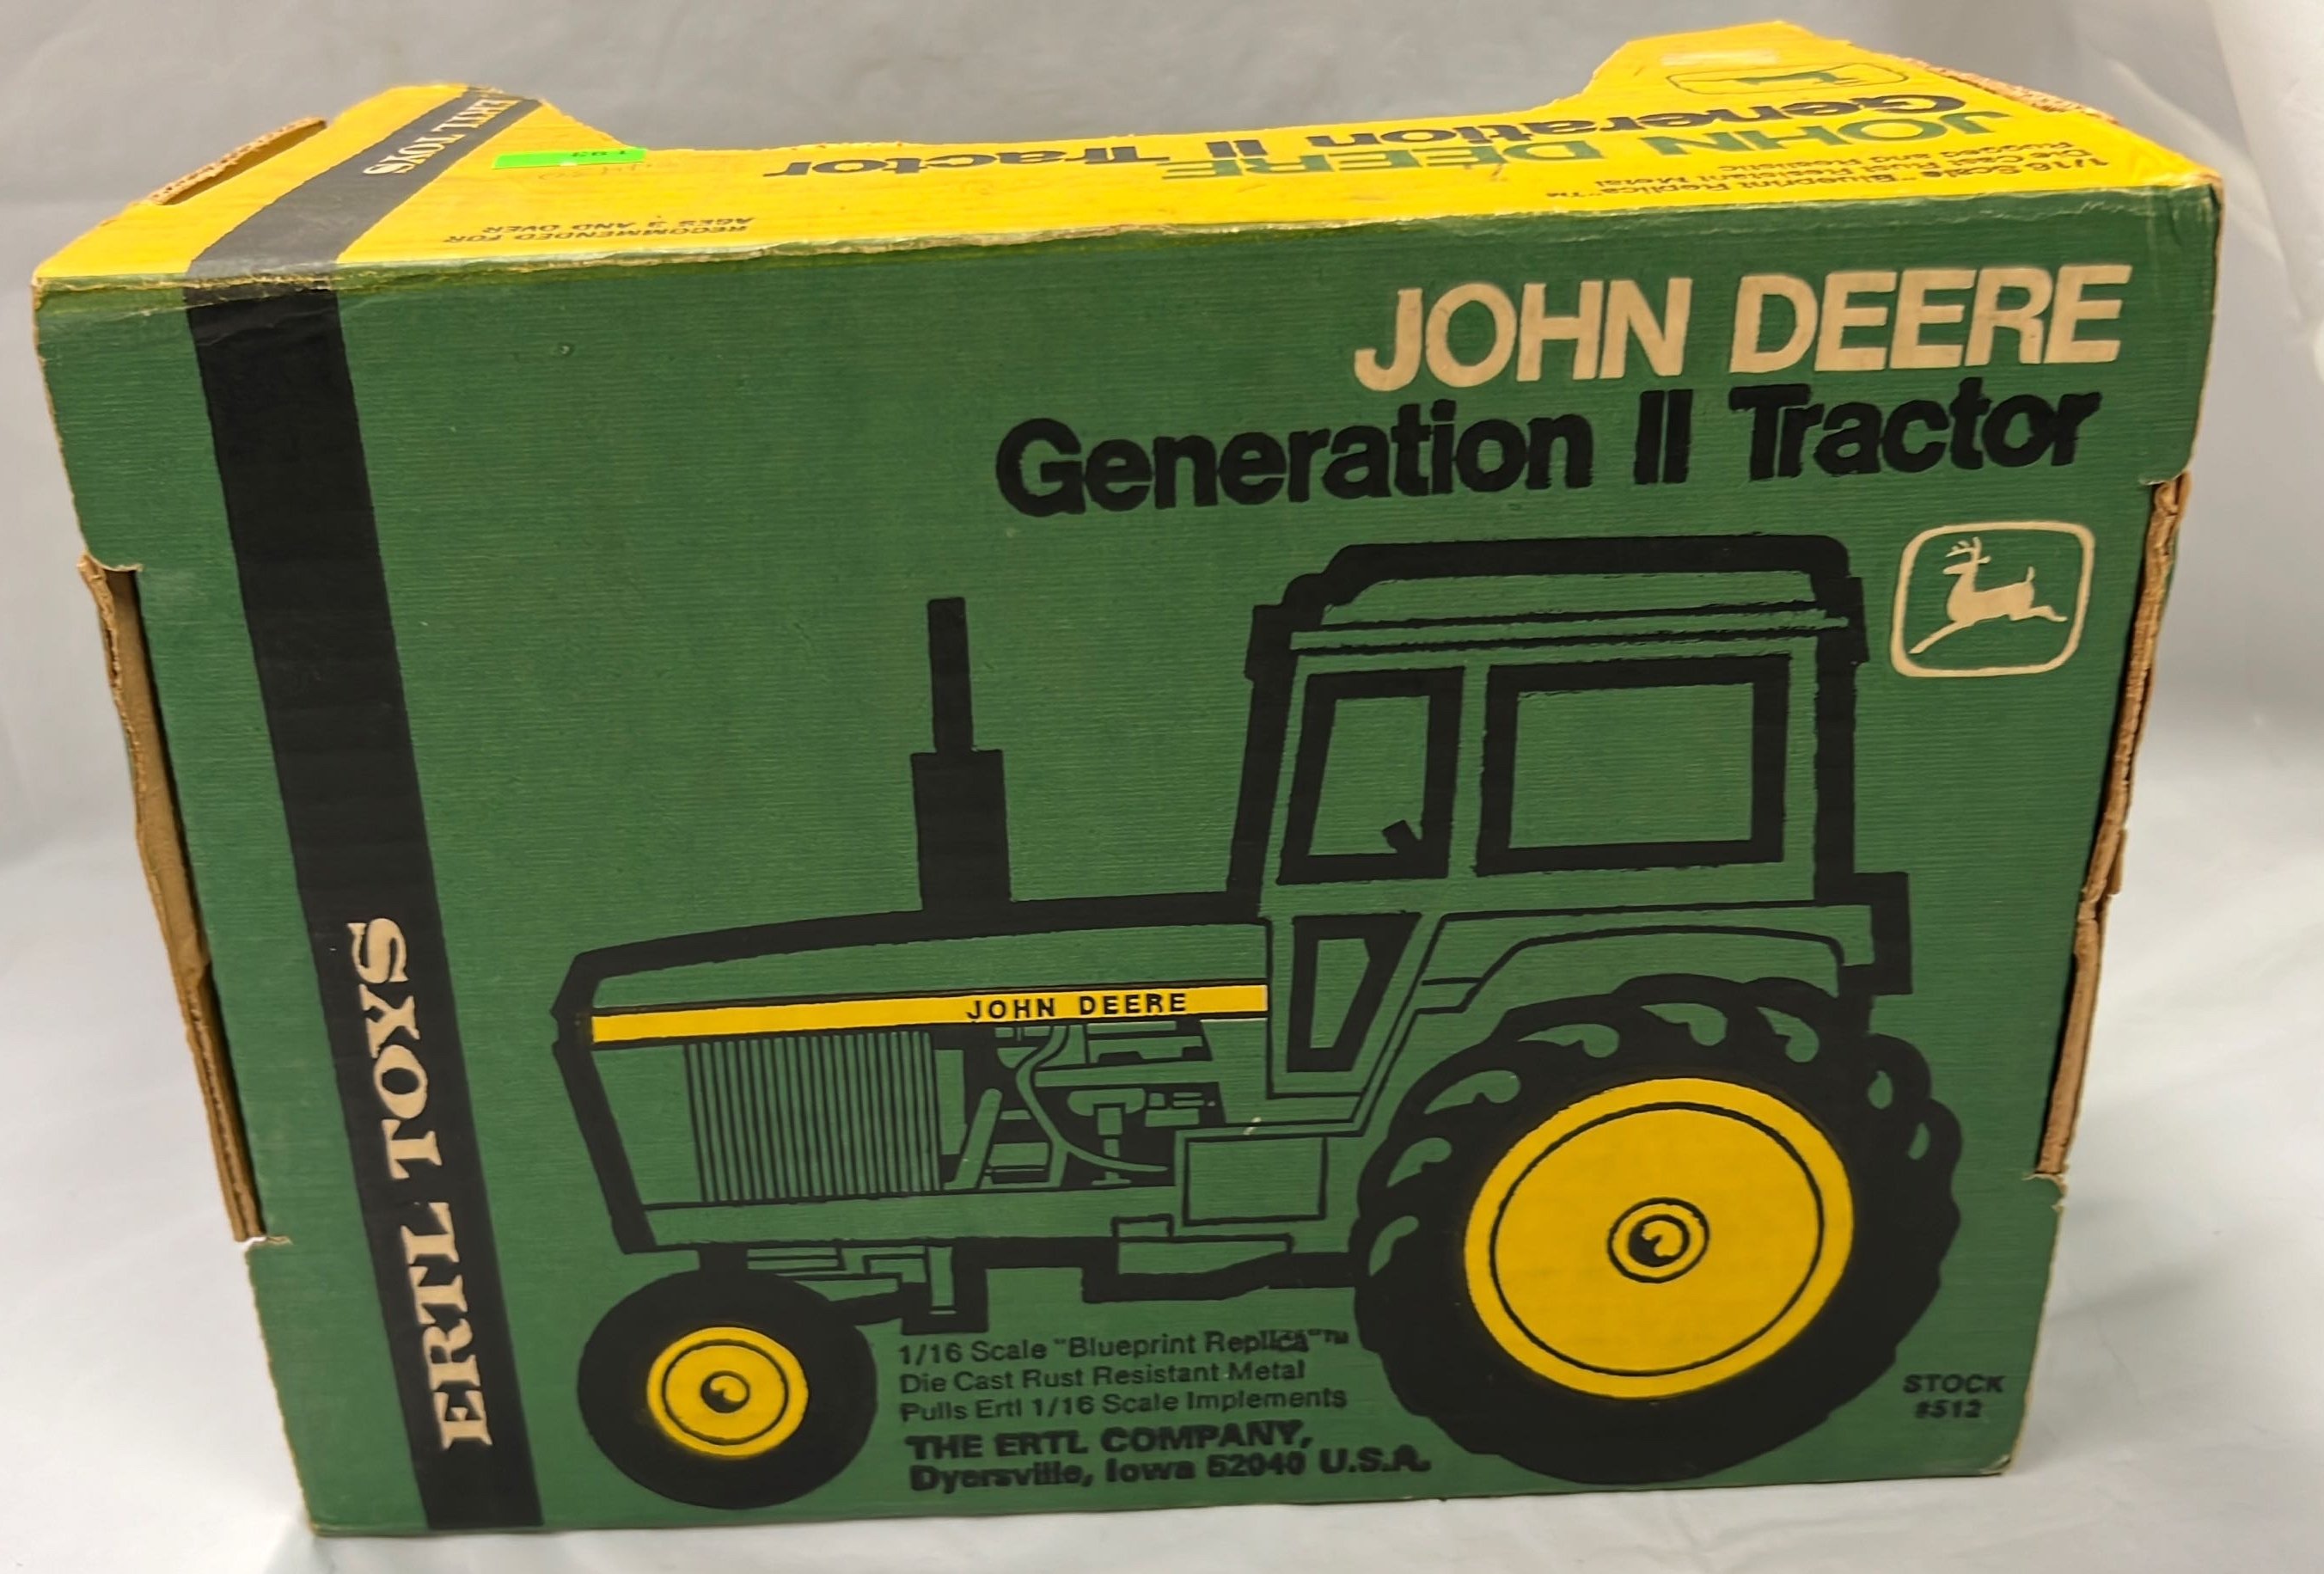 ERTL TOYS
RECOMMENDED FOR
AGES 3 AND OVER
JOHN DEERE
Generation II Tractor
1/16 Scale "Blueprint Replica"™
Die Cast Rust Resistant Metal
Rugged and Realistic
JOHN DEERE
Generation II Tractor
ERTL TOYS
JOHN DEERE
1/16 Scale "Blueprint Replica"™
Die Cast Rust Resistant Metal
Pulls Ertl 1/16 Scale Implements
THE ERTL COMPANY,
Dyersville, Iowa 52040 U.S.A.
STOCK
#512